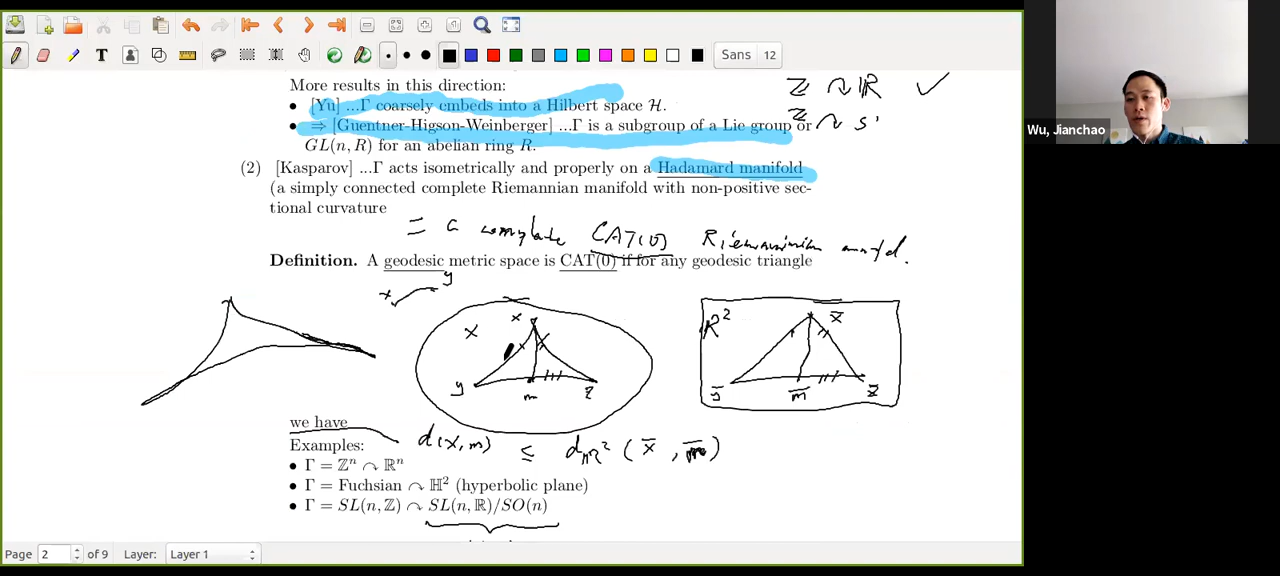 Sans 12
Wu, Jianchao
More results in this direction:
ℤ ↷ ℝ ✓
• [Yu] ...Γ coarsely embeds into a Hilbert space ℋ.
• ⇒ [Guentner-Higson-Weinberger] ...Γ is a subgroup of a Lie group or
ℤ ↷ S'
GL(n, R) for an abelian ring R.
(2) [Kasparov] ...Γ acts isometrically and properly on a Hadamard manifold
(a simply connected complete Riemannian manifold with non-positive sec-
tional curvature
= a complete CAT(0) Riemannian manifd.
Definition. A geodesic metric space is CAT(0) if for any geodesic triangle
x y
X x y m z
R² x̄ ȳ m̄ z̄
we have
d(x, m) ≤ d_ℝ² (x̄, m̄)
Examples:
• Γ = ℤⁿ ↷ ℝⁿ
• Γ = Fuchsian ↷ ℍ² (hyperbolic plane)
• Γ = SL(n, ℤ) ↷ SL(n, ℝ)/SO(n)
Page 2 of 9 Layer: Layer 1